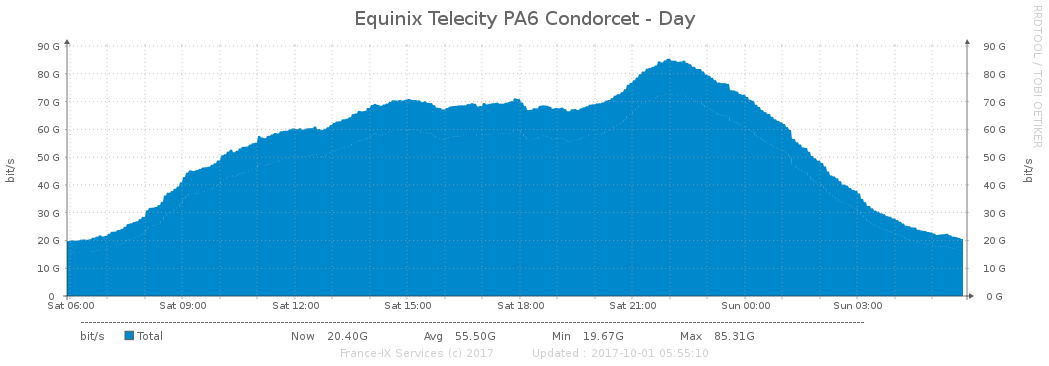 Equinix Telecity PA6 Condorcet - Day
RRDTOOL / TOBI OETIKER
90 G 90 G
80 G 80 G
70 G 70 G
60 G 60 G
50 G 50 G
40 G 40 G
30 G 30 G
20 G 20 G
10 G 10 G
0 0 G
bit/s bit/s
Sat 06:00 Sat 09:00 Sat 12:00 Sat 15:00 Sat 18:00 Sat 21:00 Sun 00:00 Sun 03:00
bit/s Total Now 20.40G Avg 55.50G Min 19.67G Max 85.31G
France-IX Services (c) 2017 Updated : 2017-10-01 05:55:10